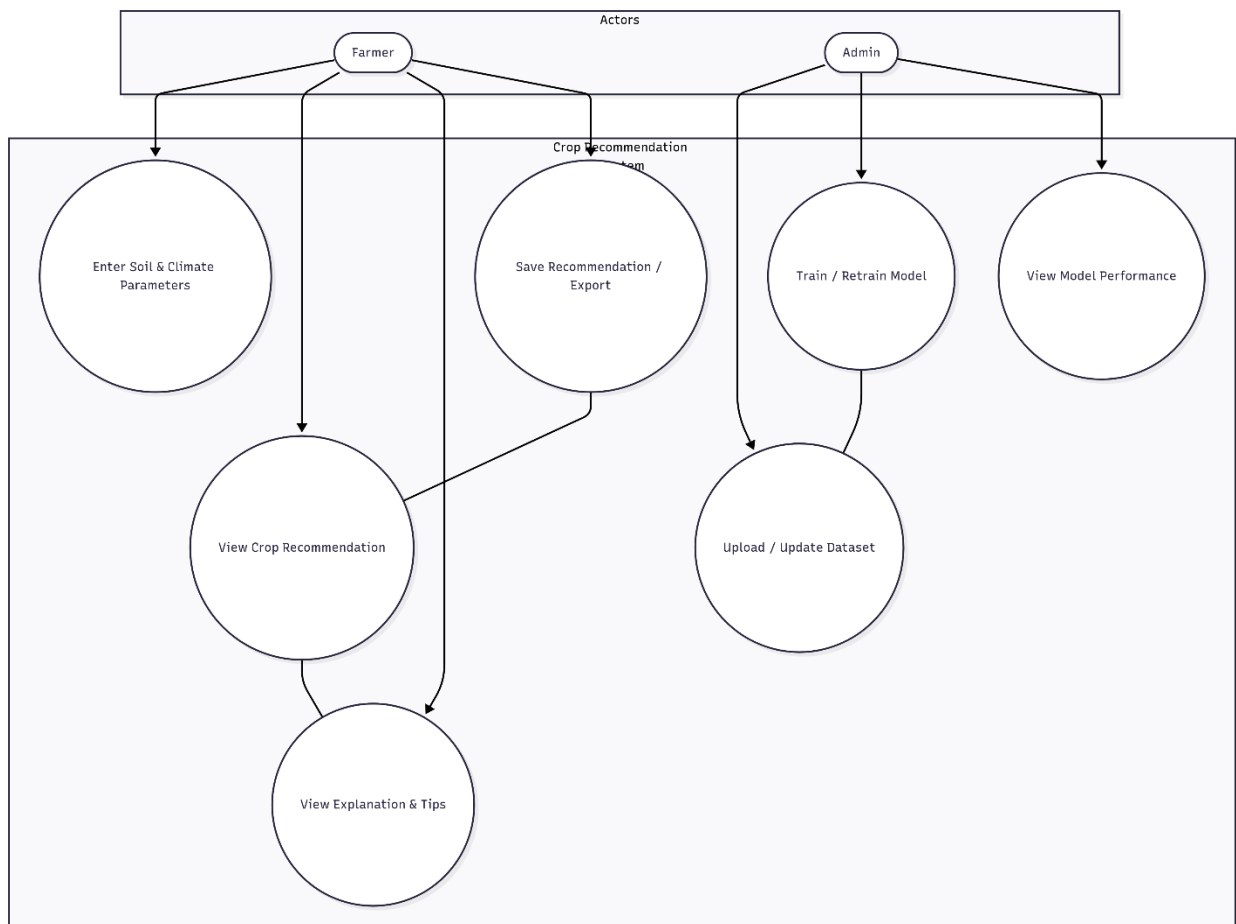 Actors
Farmer
Admin
Crop Recommendation
Enter Soil & Climate
Parameters
Save Recommendation /
Export
Train / Retrain Model
View Model Performance
View Crop Recommendation
Upload / Update Dataset
View Explanation & Tips